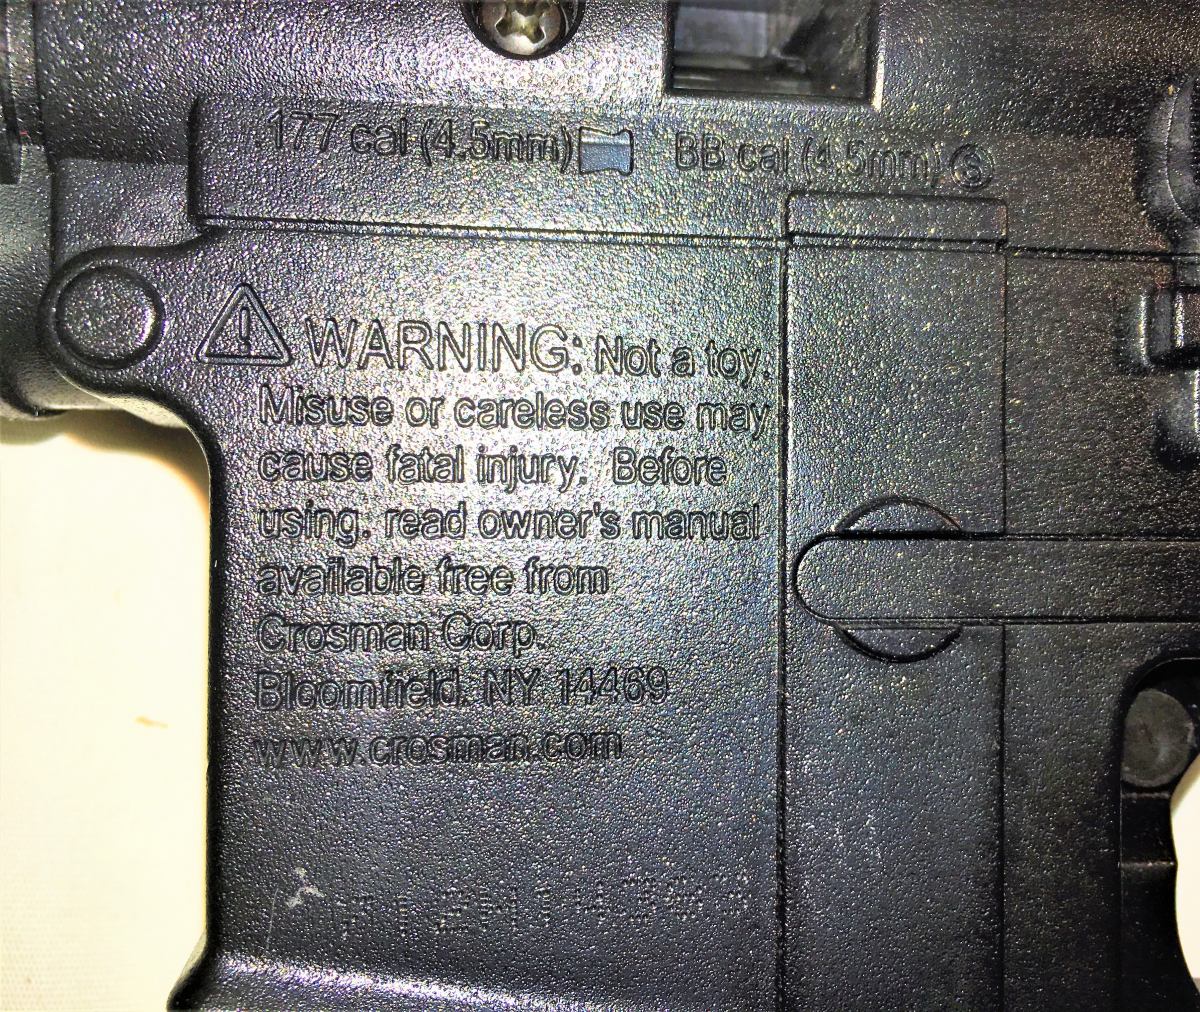 .177 cal (4.5mm) BB cal (4.5mm) S
! WARNING: Not a toy.
Misuse or careless use may
cause fatal injury. Before
using, read owner's manual
available free from
Crosman Corp.
Bloomfield, NY 14469
www.crosman.com